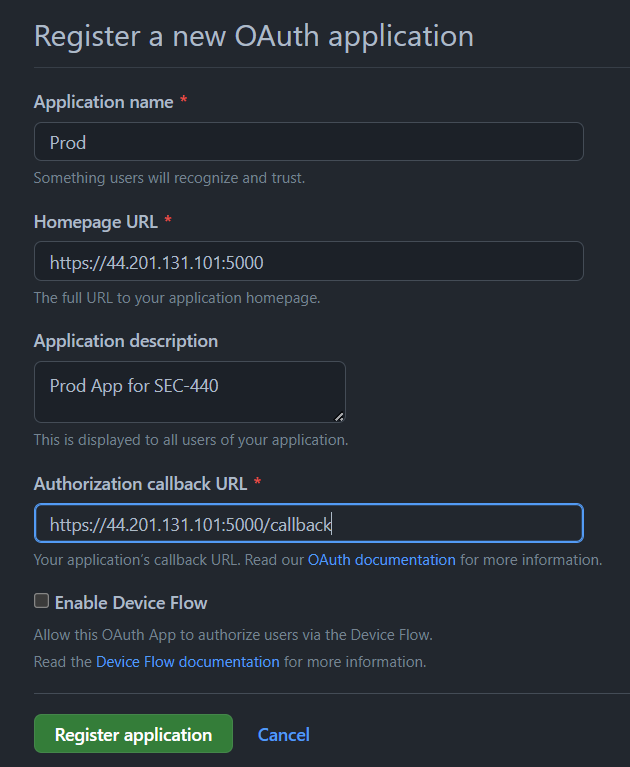 Register a new OAuth application
Application name *
Prod
Something users will recognize and trust.
Homepage URL *
https://44.201.131.101:5000
The full URL to your application homepage.
Application description
Prod App for SEC-440
This is displayed to all users of your application.
Authorization callback URL *
https://44.201.131.101:5000/callback
Your application’s callback URL. Read our OAuth documentation for more information.
Enable Device Flow
Allow this OAuth App to authorize users via the Device Flow.
Read the Device Flow documentation for more information.
Register application Cancel